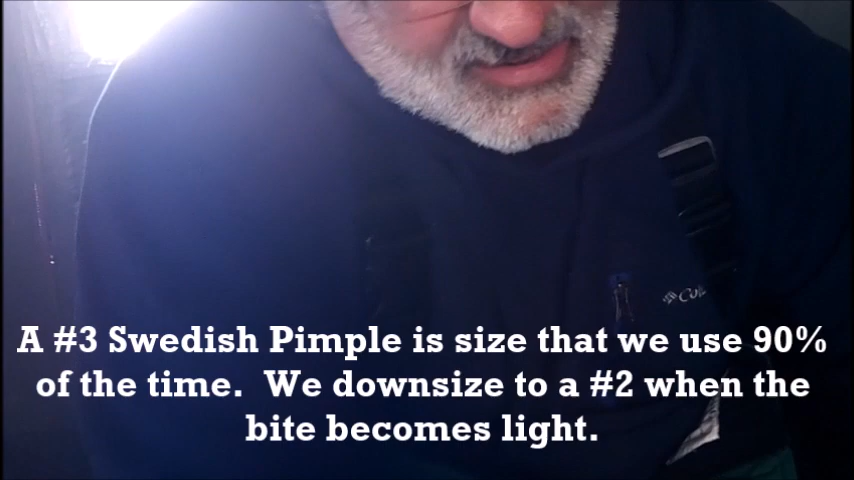 Col
A #3 Swedish Pimple is size that we use 90%
of the time.  We downsize to a #2 when the
bite becomes light.